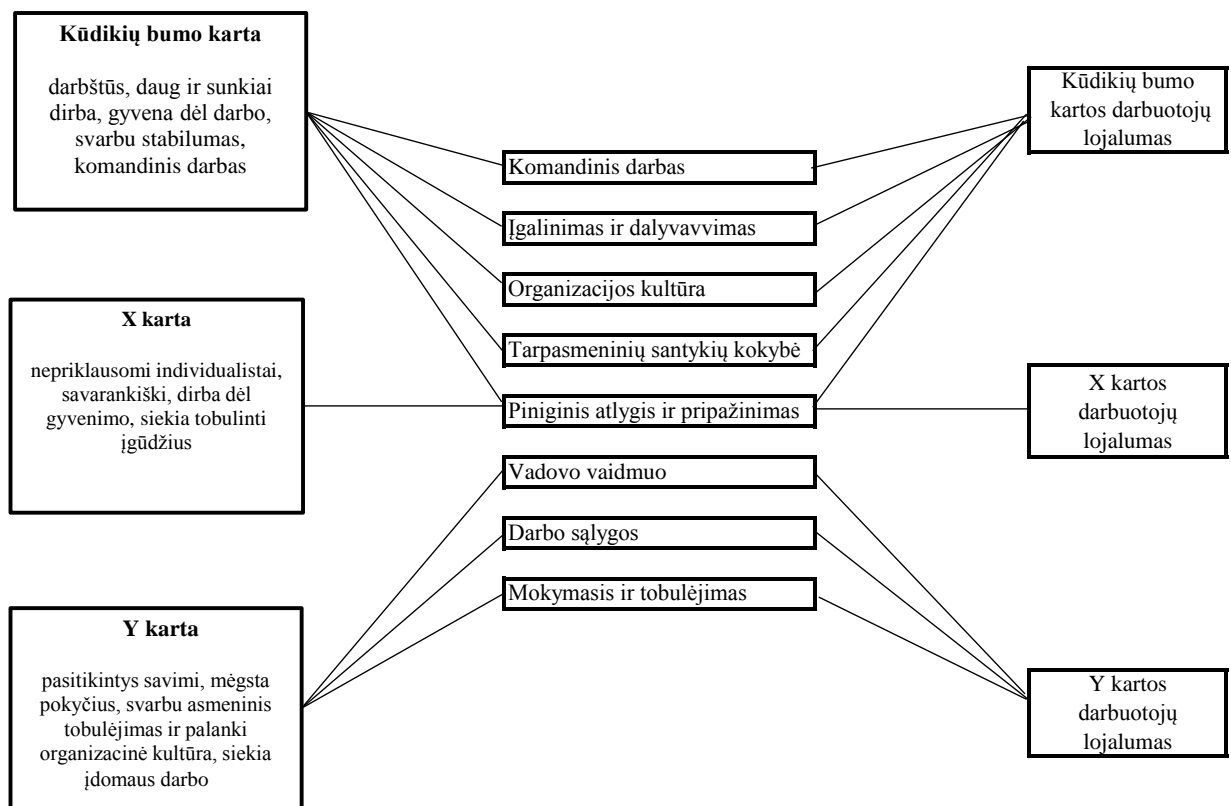 Kūdikių bumo karta
darbštūs, daug ir sunkiai
dirba, gyvena dėl darbo,
svarbu stabilumas,
komandinis darbas
X karta
nepriklausomi individualistai,
savarankiški, dirba dėl
gyvenimo, siekia tobulinti
įgūdžius
Y karta
pasitikintys savimi, mėgsta
pokyčius, svarbu asmeninis
tobulėjimas ir palanki
organizacinė kultūra, siekia
įdomaus darbo
Komandinis darbas
Įgalinimas ir dalyvavvimas
Organizacijos kultūra
Tarpasmeninių santykių kokybė
Piniginis atlygis ir pripažinimas
Vadovo vaidmuo
Darbo sąlygos
Mokymasis ir tobulėjimas
Kūdikių bumo
kartos darbuotojų
lojalumas
X kartos
darbuotojų
lojalumas
Y kartos
darbuotojų
lojalumas